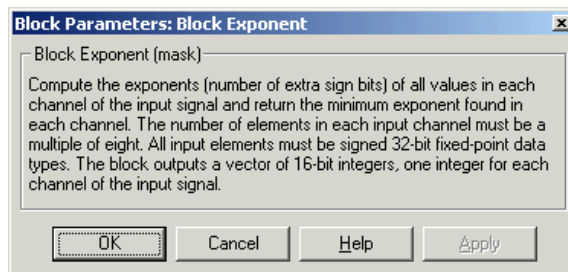 Block Parameters: Block Exponent
Block Exponent (mask)
Compute the exponents (number of extra sign bits) of all values in each
channel of the input signal and return the minimum exponent found in
each channel. The number of elements in each input channel must be a
multiple of eight. All input elements must be signed 32-bit fixed-point data
types. The block outputs a vector of 16-bit integers, one integer for each
channel of the input signal.
OK Cancel Help Apply